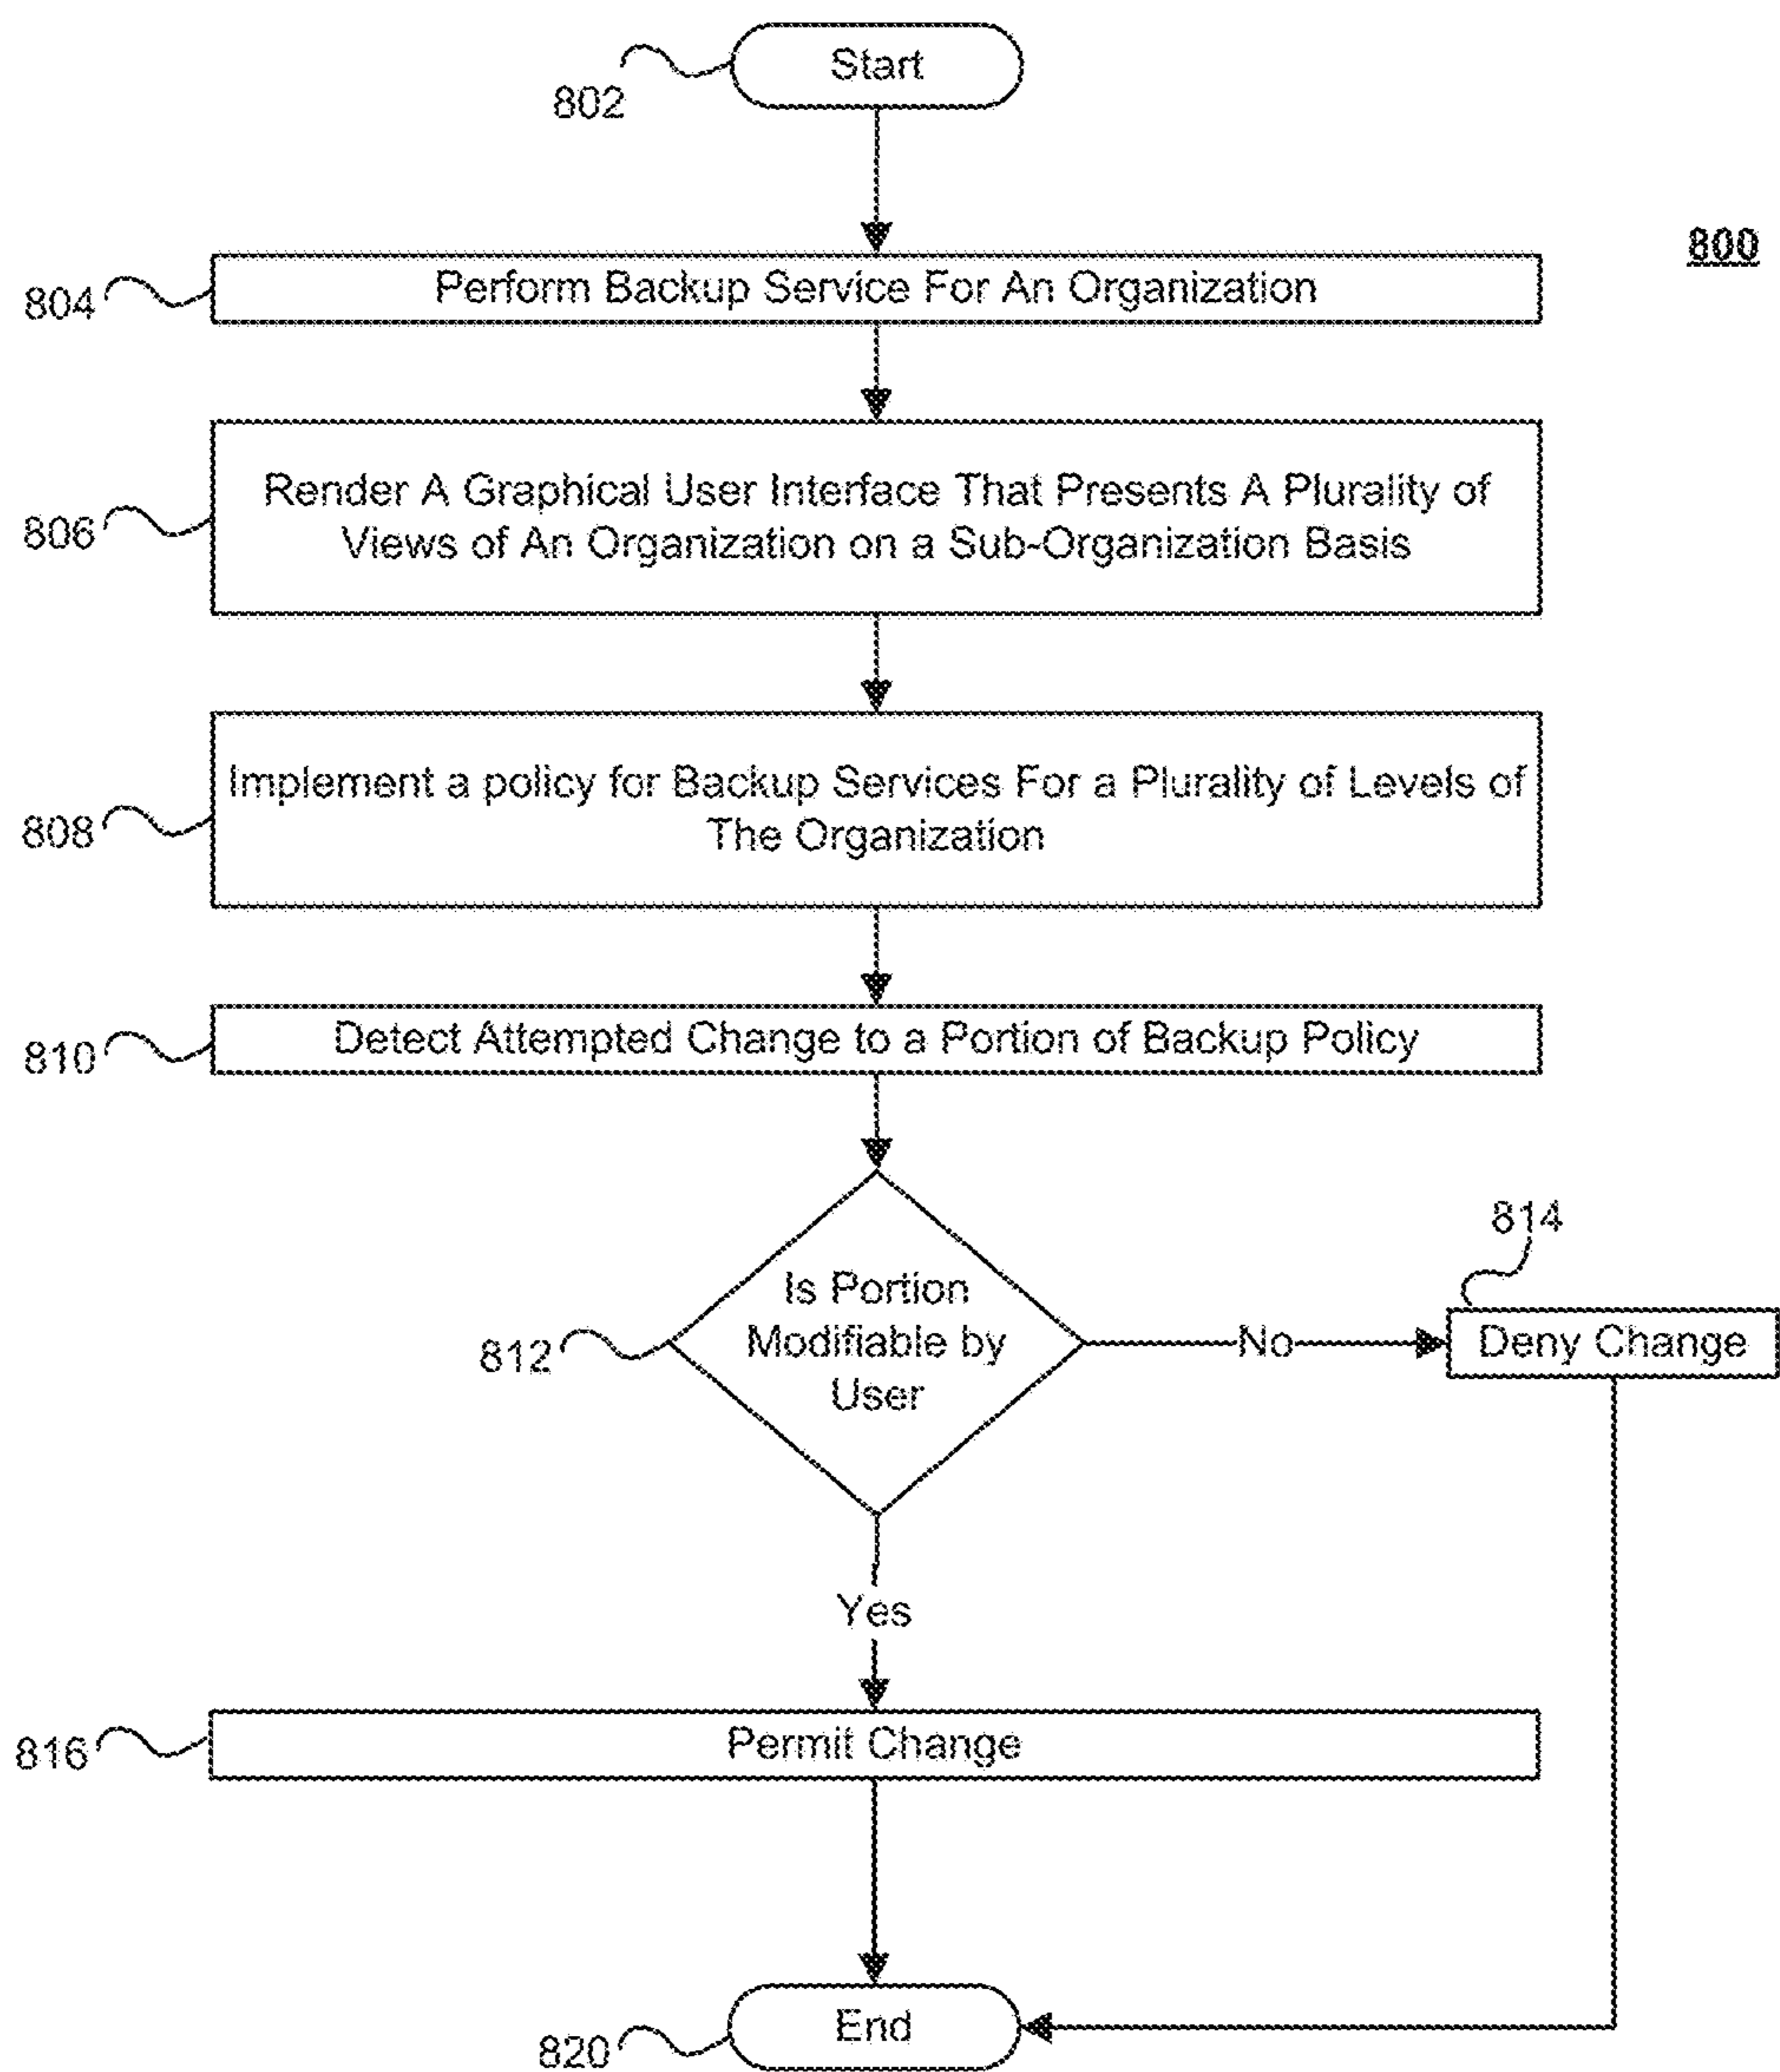 Start
802
800
Perform Backup Service For An Organization
804
Render A Graphical User Interface That Presents A Plurality of
Views of An Organization on a Sub-Organization Basis
806
Implement a policy for Backup Services For a Plurality of Levels of
The Organization
808
Detect Attempted Change to a Portion of Backup Policy
810
814
Is Portion
Modifiable by
User
812
No
Deny Change
Yes
Permit Change
816
End
820